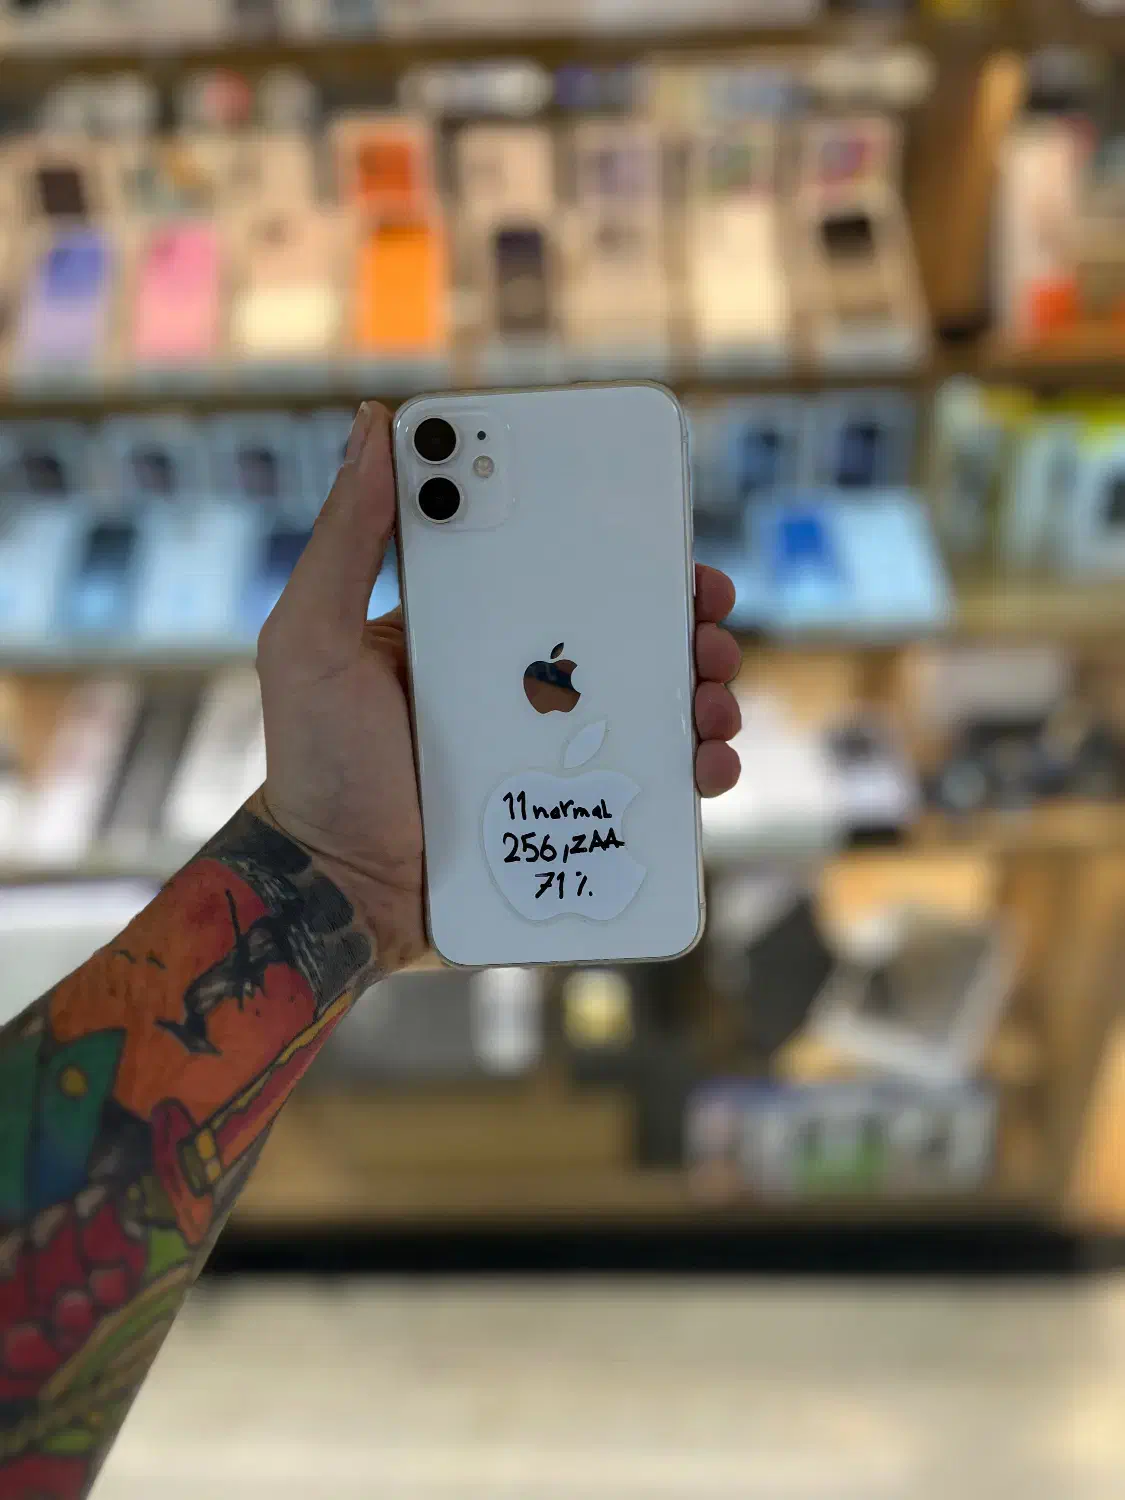 11 normal
256, ZAA
71%